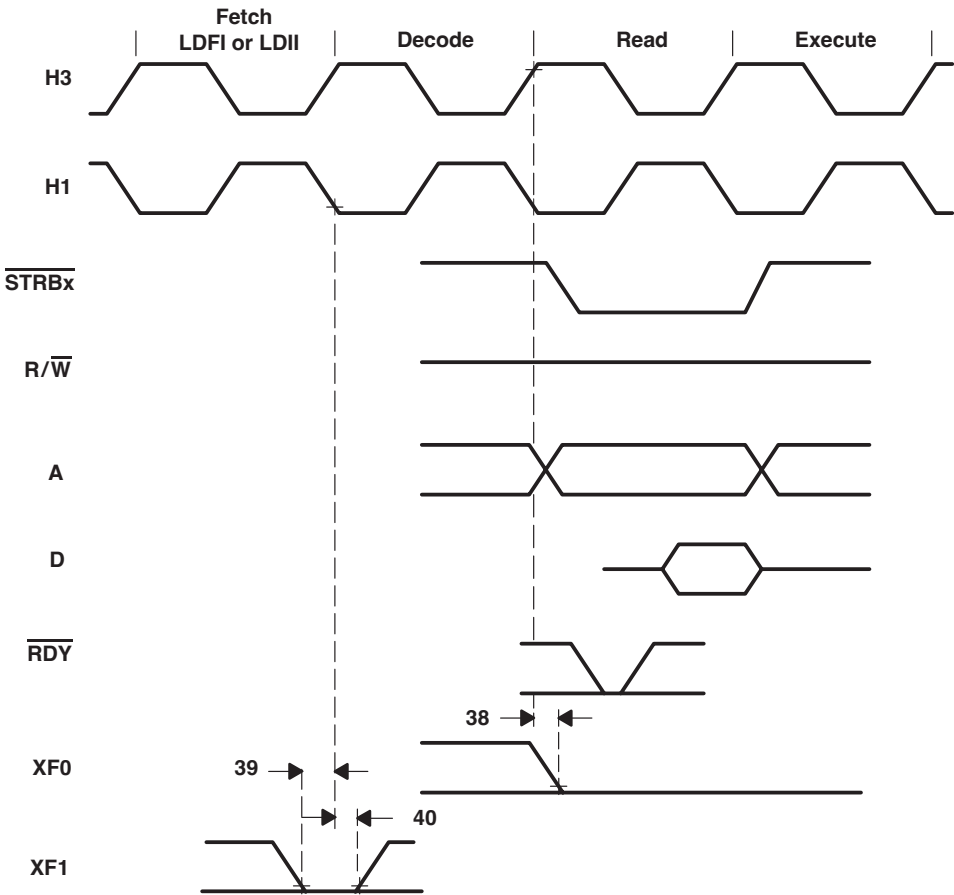 Fetch
LDFI or LDII
Decode
Read
Execute
H3
H1
STRBx
R/W
A
D
RDY
38
XF0
39
40
XF1